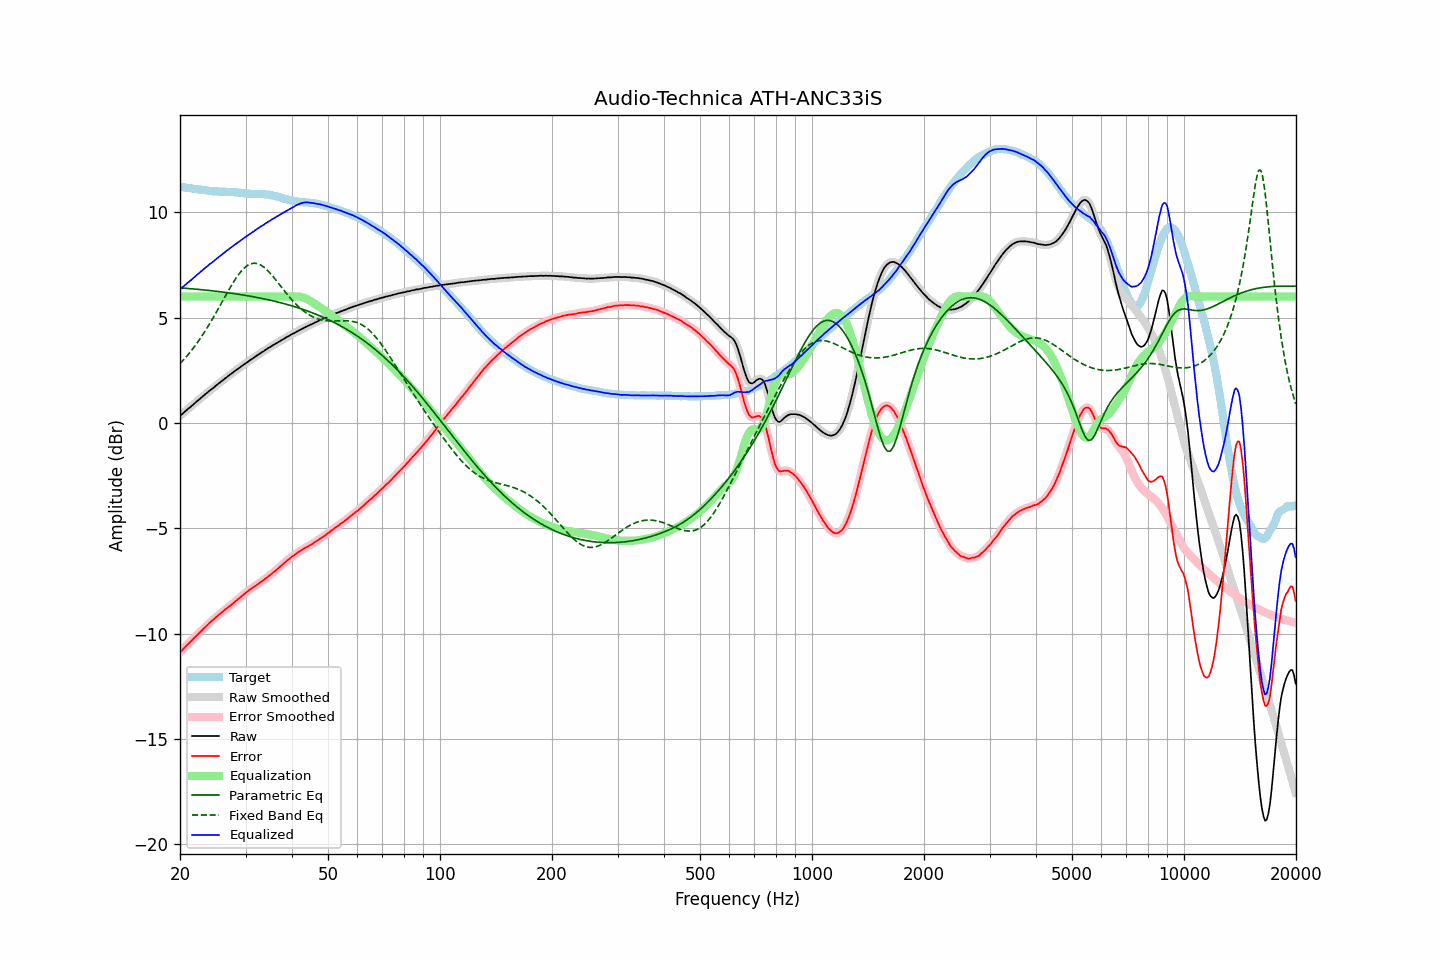 Audio-Technica ATH-ANC33iS
Amplitude (dBr)
10
5
0
−5
−10
−15
−20
Target
Raw Smoothed
Error Smoothed
Raw
Error
Equalization
Parametric Eq
Fixed Band Eq
Equalized
20 50 100 200 500 1000 2000 5000 10000 20000
Frequency (Hz)